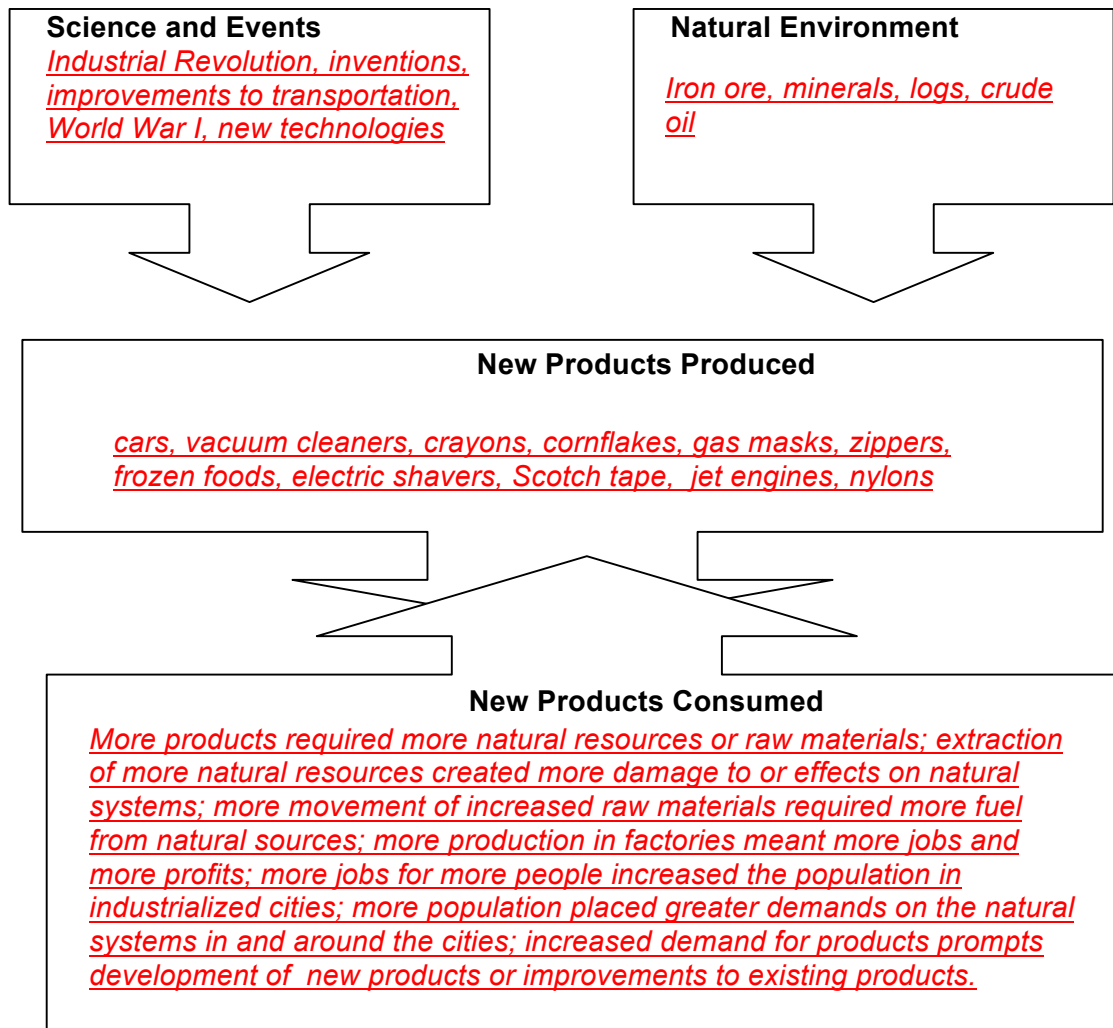 Science and Events
Industrial Revolution, inventions,
improvements to transportation,
World War I, new technologies
Natural Environment
Iron ore, minerals, logs, crude
oil
New Products Produced
cars, vacuum cleaners, crayons, cornflakes, gas masks, zippers,
frozen foods, electric shavers, Scotch tape,  jet engines, nylons
New Products Consumed
More products required more natural resources or raw materials; extraction
of more natural resources created more damage to or effects on natural
systems; more movement of increased raw materials required more fuel
from natural sources; more production in factories meant more jobs and
more profits; more jobs for more people increased the population in
industrialized cities; more population placed greater demands on the natural
systems in and around the cities; increased demand for products prompts
development of  new products or improvements to existing products.